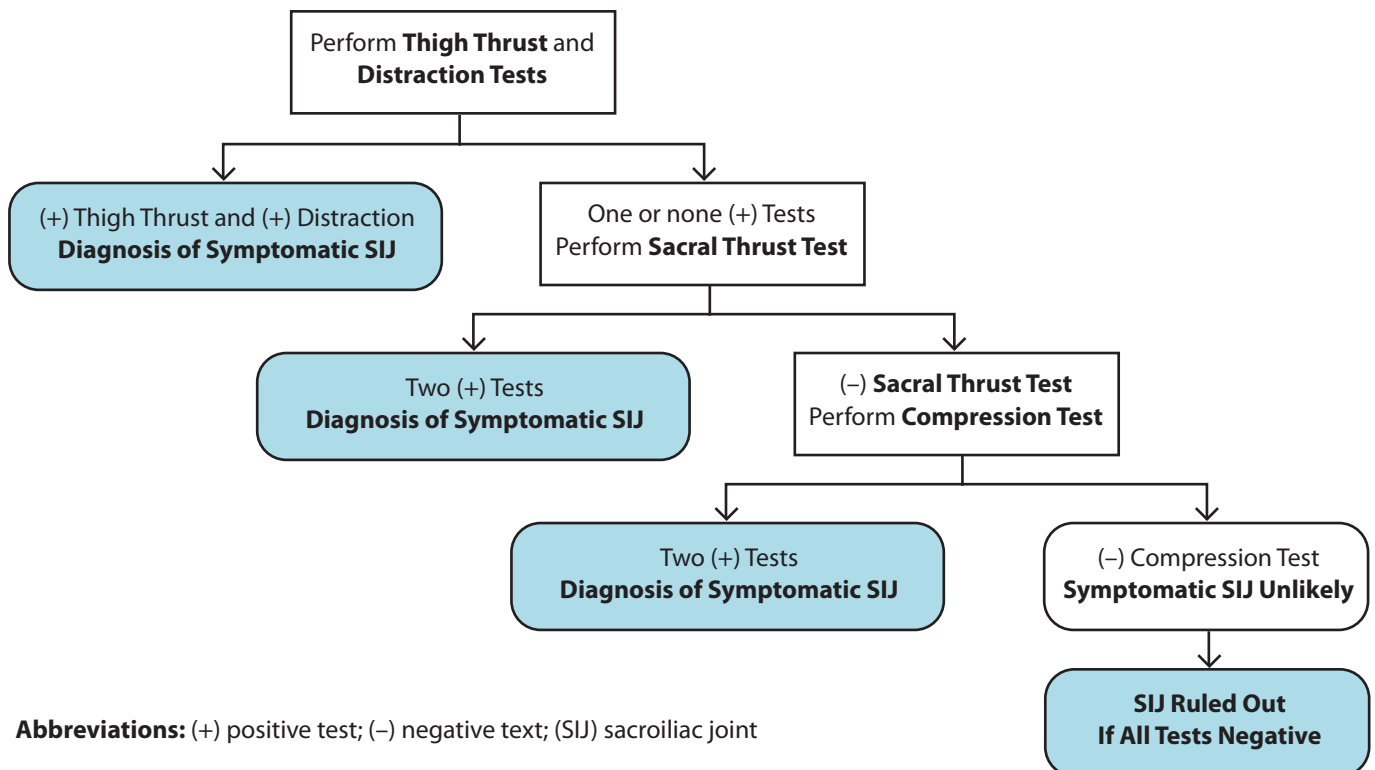 Perform Thigh Thrust and
Distraction Tests
(+) Thigh Thrust and (+) Distraction
Diagnosis of Symptomatic SIJ
One or none (+) Tests
Perform Sacral Thrust Test
Two (+) Tests
Diagnosis of Symptomatic SIJ
(–) Sacral Thrust Test
Perform Compression Test
Two (+) Tests
Diagnosis of Symptomatic SIJ
(–) Compression Test
Symptomatic SIJ Unlikely
SIJ Ruled Out
If All Tests Negative
Abbreviations: (+) positive test; (–) negative text; (SIJ) sacroiliac joint